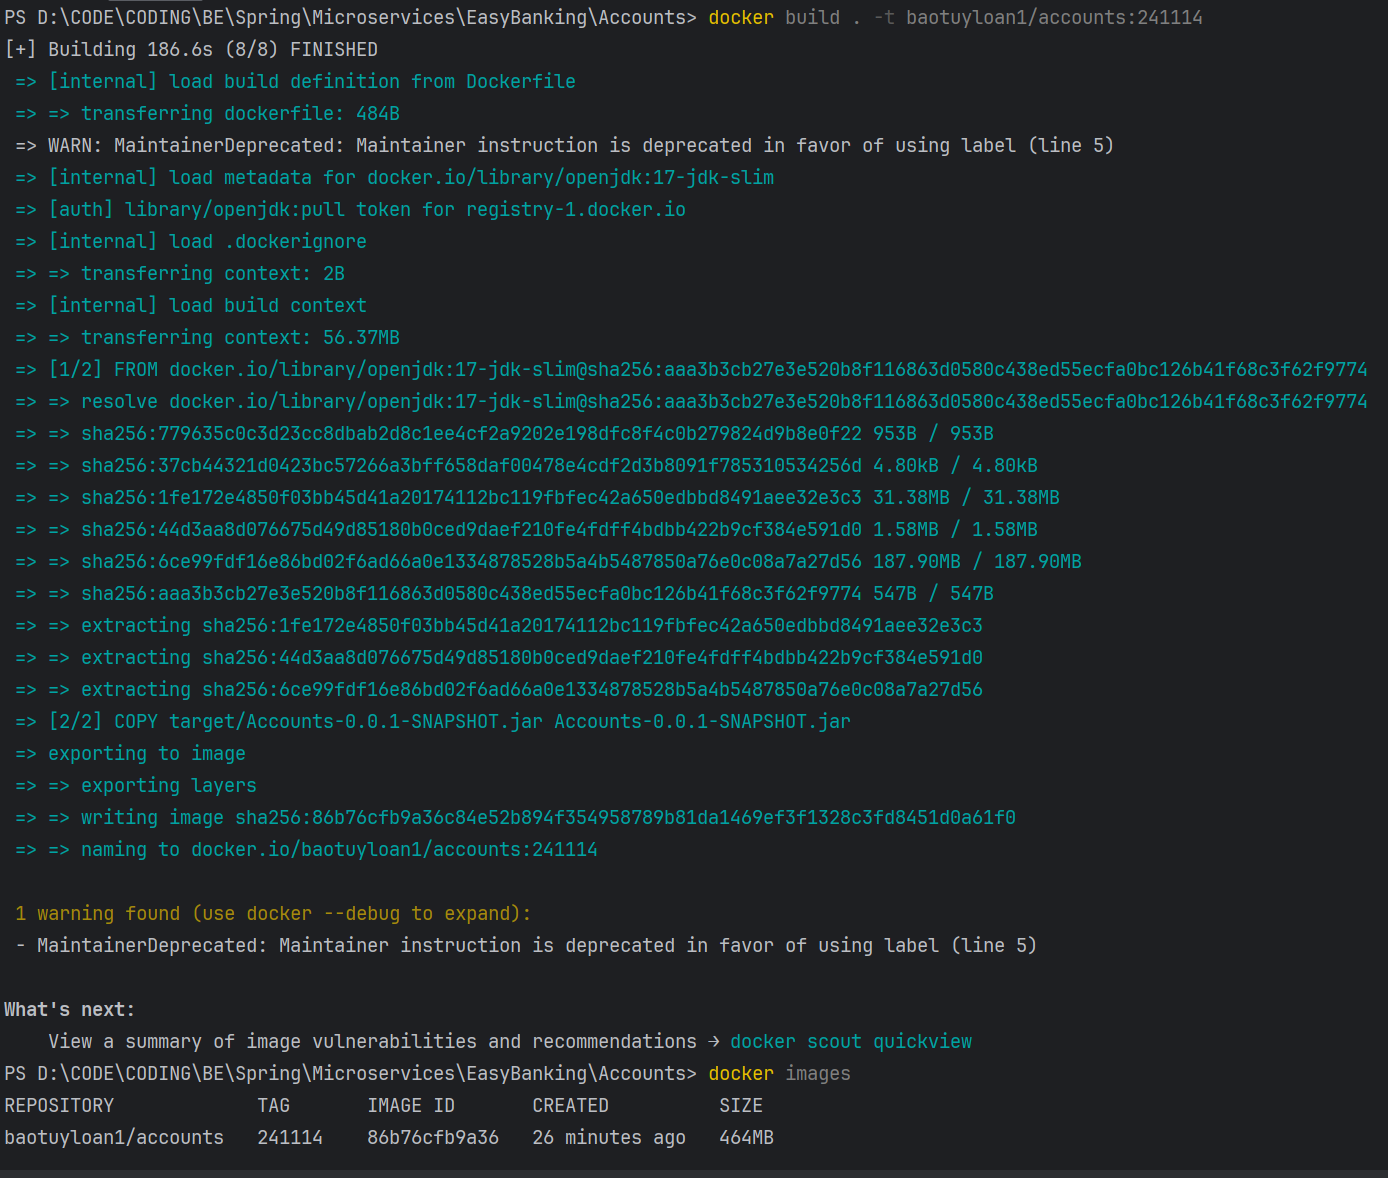 PS D:\CODE\CODING\BE\Spring\Microservices\EasyBanking\Accounts> docker build . -t baotuyloan1/accounts:241114
[+] Building 186.6s (8/8) FINISHED
=> [internal] load build definition from Dockerfile
=> => transferring dockerfile: 484B
=> WARN: MaintainerDeprecated: Maintainer instruction is deprecated in favor of using label (line 5)
=> [internal] load metadata for docker.io/library/openjdk:17-jdk-slim
=> [auth] library/openjdk:pull token for registry-1.docker.io
=> [internal] load .dockerignore
=> => transferring context: 2B
=> [internal] load build context
=> => transferring context: 56.37MB
=> [1/2] FROM docker.io/library/openjdk:17-jdk-slim@sha256:aaa3b3cb27e3e520b8f116863d0580c438ed55ecfa0bc126b41f68c3f62f9774
=> => resolve docker.io/library/openjdk:17-jdk-slim@sha256:aaa3b3cb27e3e520b8f116863d0580c438ed55ecfa0bc126b41f68c3f62f9774
=> => sha256:779635c0c3d23cc8dbab2d8c1ee4cf2a9202e198dfc8f4c0b279824d9b8e0f22 953B / 953B
=> => sha256:37cb44321d0423bc57266a3bff658daf00478e4cdf2d3b8091f785310534256d 4.80kB / 4.80kB
=> => sha256:1fe172e4850f03bb45d41a20174112bc119fbfec42a650edbbd8491aee32e3c3 31.38MB / 31.38MB
=> => sha256:44d3aa8d076675d49d85180b0ced9daef210fe4fdff4bdbb422b9cf384e591d0 1.58MB / 1.58MB
=> => sha256:6ce99fdf16e86bd02f6ad66a0e1334878528b5a4b5487850a76e0c08a7a27d56 187.90MB / 187.90MB
=> => sha256:aaa3b3cb27e3e520b8f116863d0580c438ed55ecfa0bc126b41f68c3f62f9774 547B / 547B
=> => extracting sha256:1fe172e4850f03bb45d41a20174112bc119fbfec42a650edbbd8491aee32e3c3
=> => extracting sha256:44d3aa8d076675d49d85180b0ced9daef210fe4fdff4bdbb422b9cf384e591d0
=> => extracting sha256:6ce99fdf16e86bd02f6ad66a0e1334878528b5a4b5487850a76e0c08a7a27d56
=> [2/2] COPY target/Accounts-0.0.1-SNAPSHOT.jar Accounts-0.0.1-SNAPSHOT.jar
=> exporting to image
=> => exporting layers
=> => writing image sha256:86b76cfb9a36c84e52b894f354958789b81da1469ef3f1328c3fd8451d0a61f0
=> => naming to docker.io/baotuyloan1/accounts:241114
1 warning found (use docker --debug to expand):
- MaintainerDeprecated: Maintainer instruction is deprecated in favor of using label (line 5)
What's next:
View a summary of image vulnerabilities and recommendations → docker scout quickview
PS D:\CODE\CODING\BE\Spring\Microservices\EasyBanking\Accounts> docker images
REPOSITORY TAG IMAGE ID CREATED SIZE
baotuyloan1/accounts 241114 86b76cfb9a36 26 minutes ago 464MB